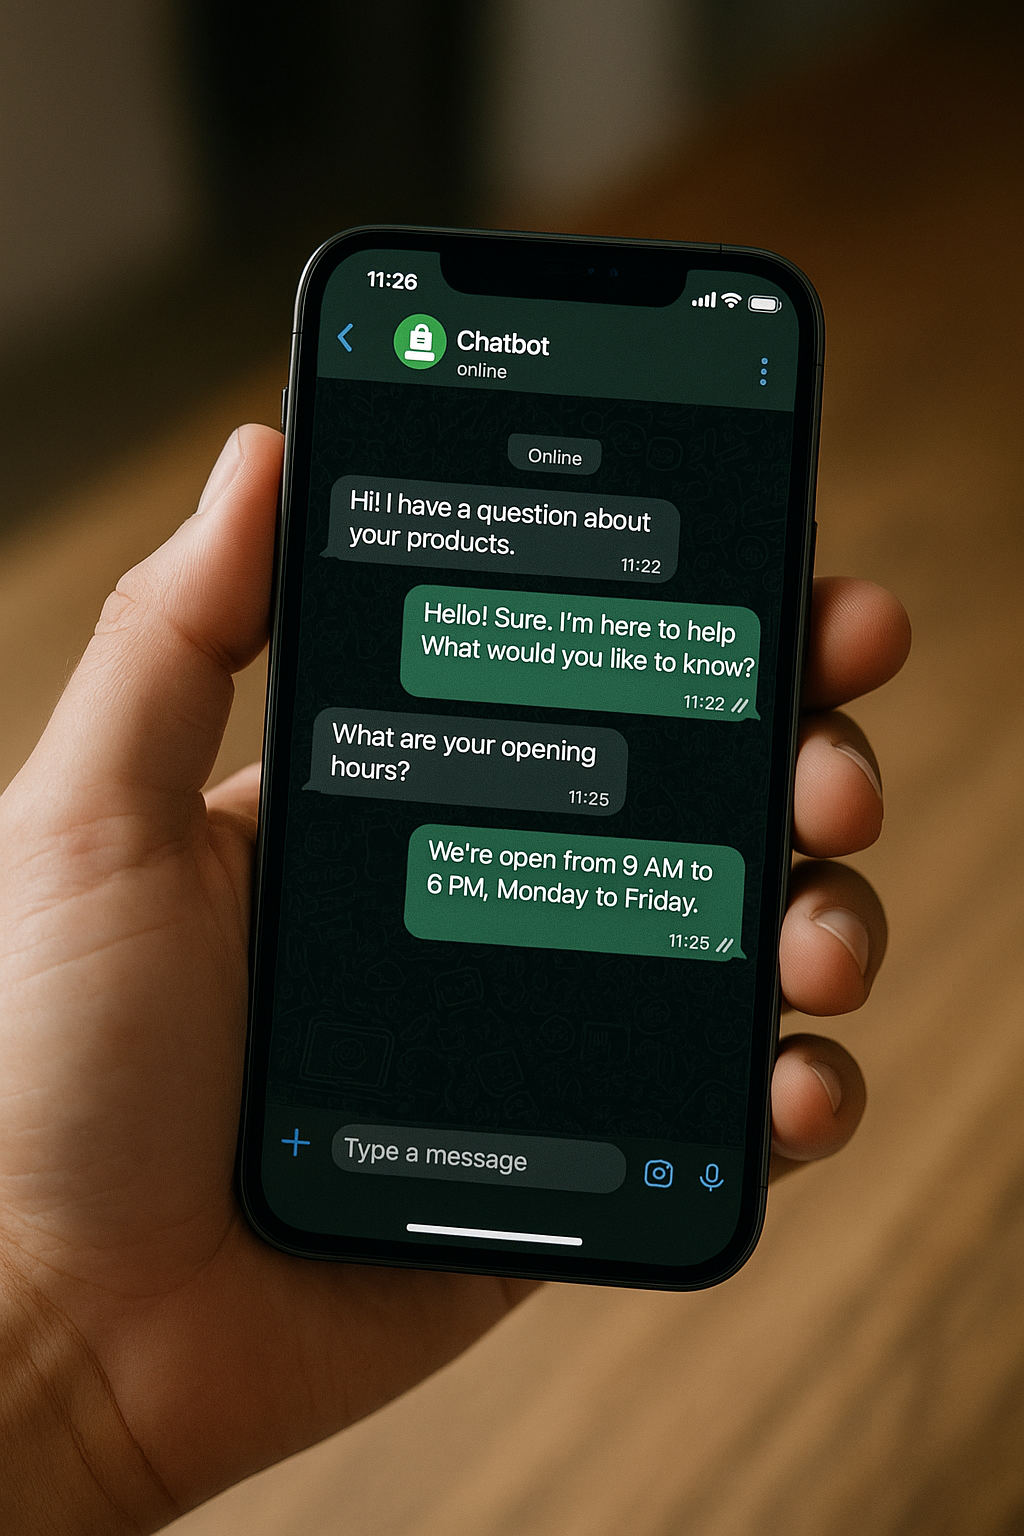 11:26
Chatbot
online
Online
Hi! I have a question about
your products.
11:22
Hello! Sure. I'm here to help
What would you like to know?
11:22
What are your opening
hours?
11:25
We're open from 9 AM to
6 PM, Monday to Friday.
11:25
Type a message